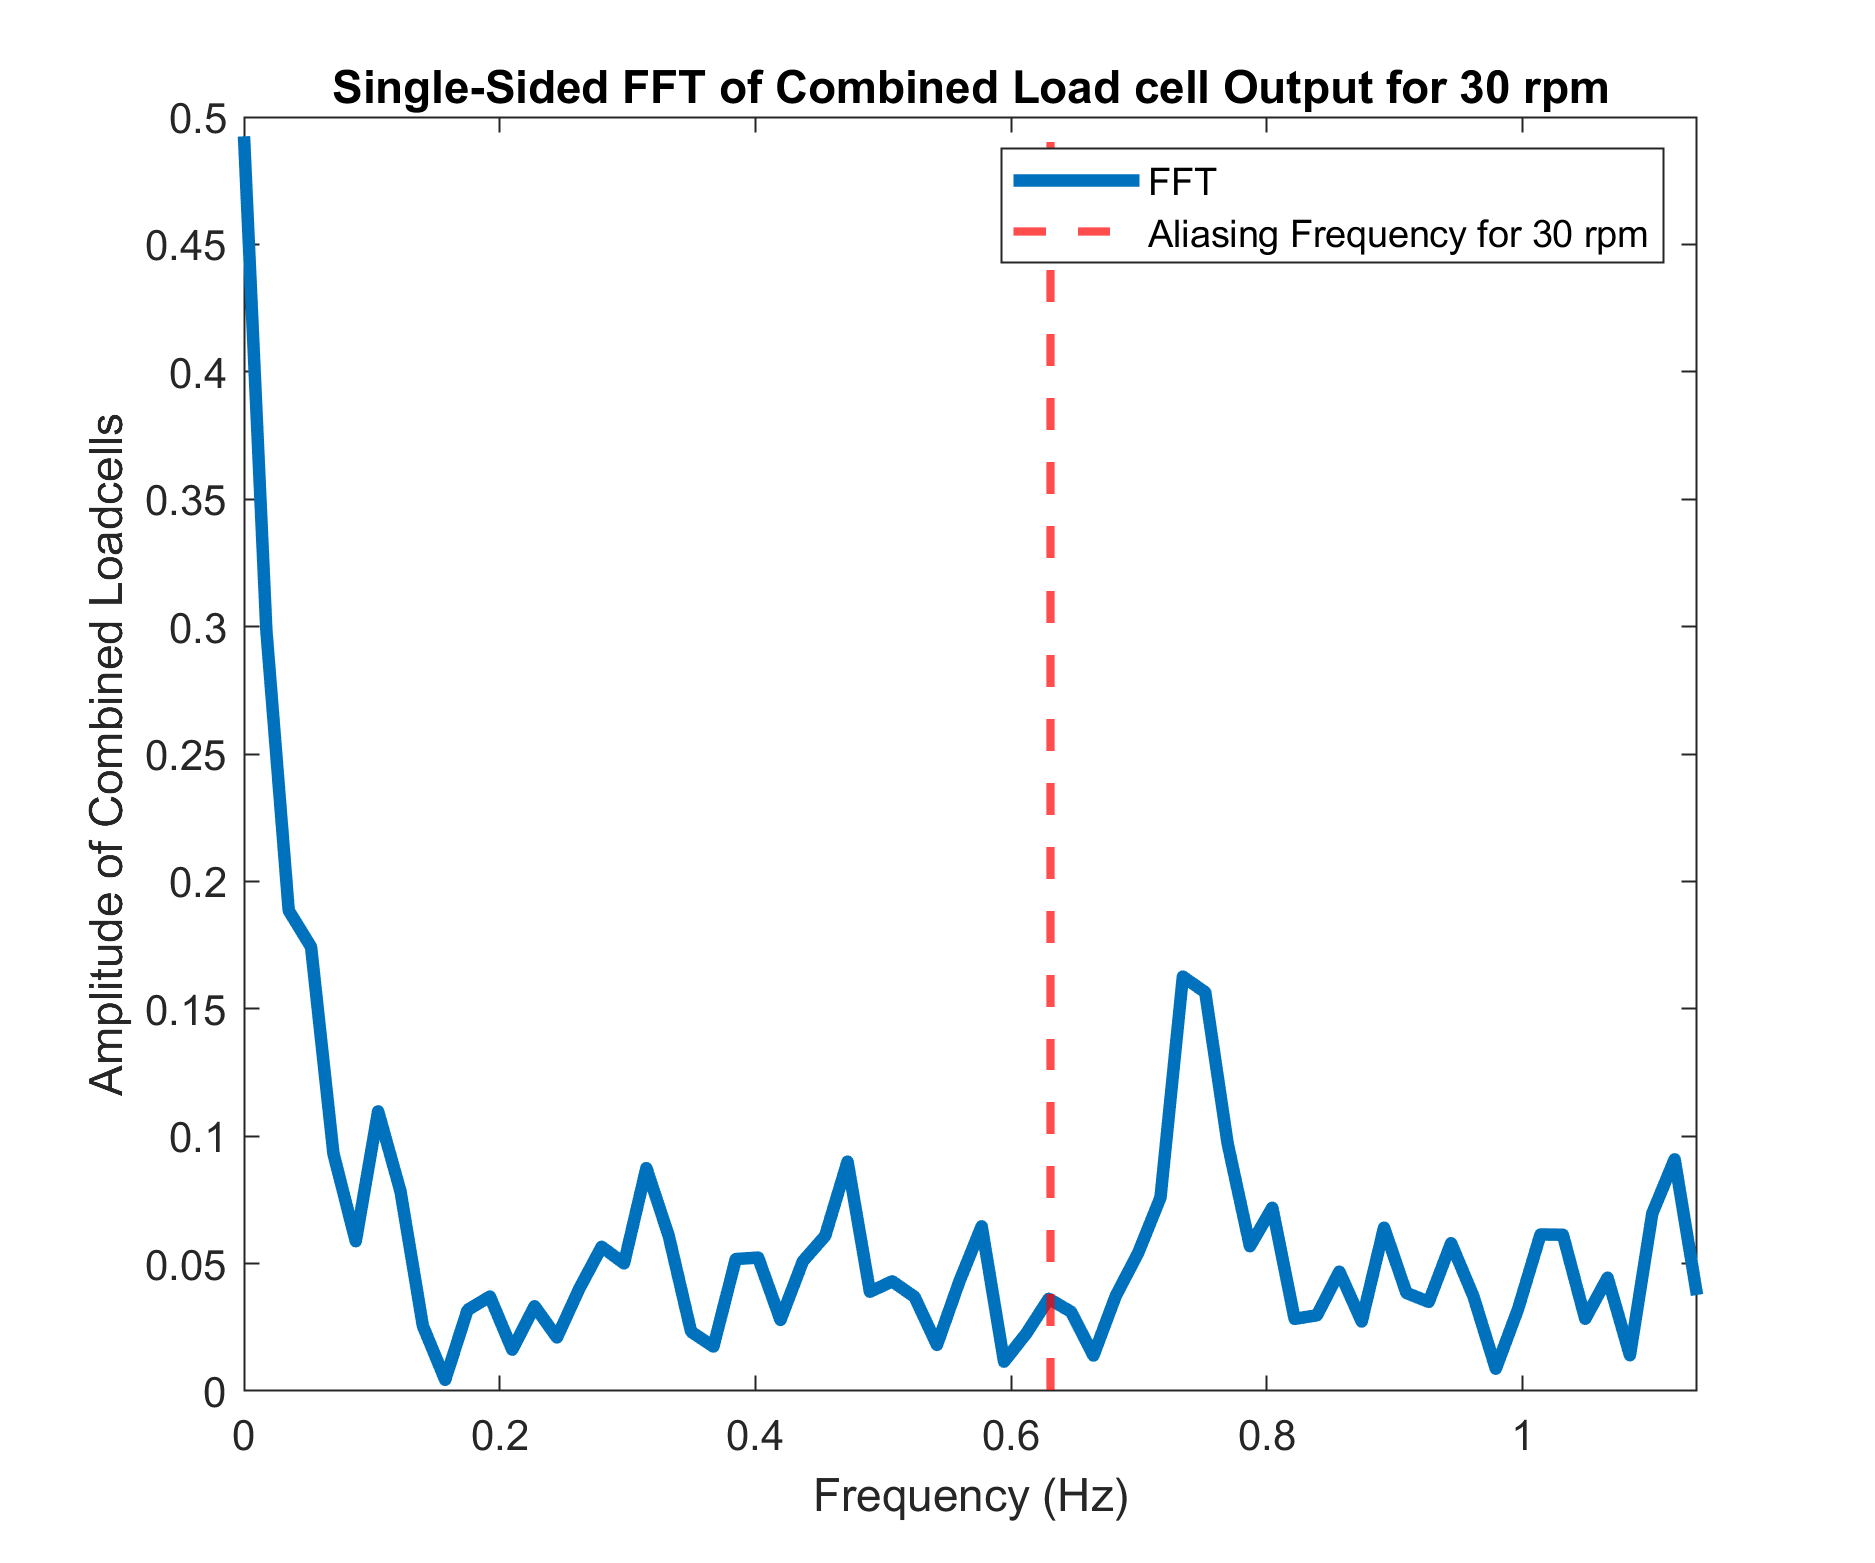 Single-Sided FFT of Combined Load cell Output for 30 rpm
FFT
Aliasing Frequency for 30 rpm
Amplitude of Combined Loadcells
0.5
0.45
0.4
0.35
0.3
0.25
0.2
0.15
0.1
0.05
0
0 0.2 0.4 0.6 0.8 1
Frequency (Hz)